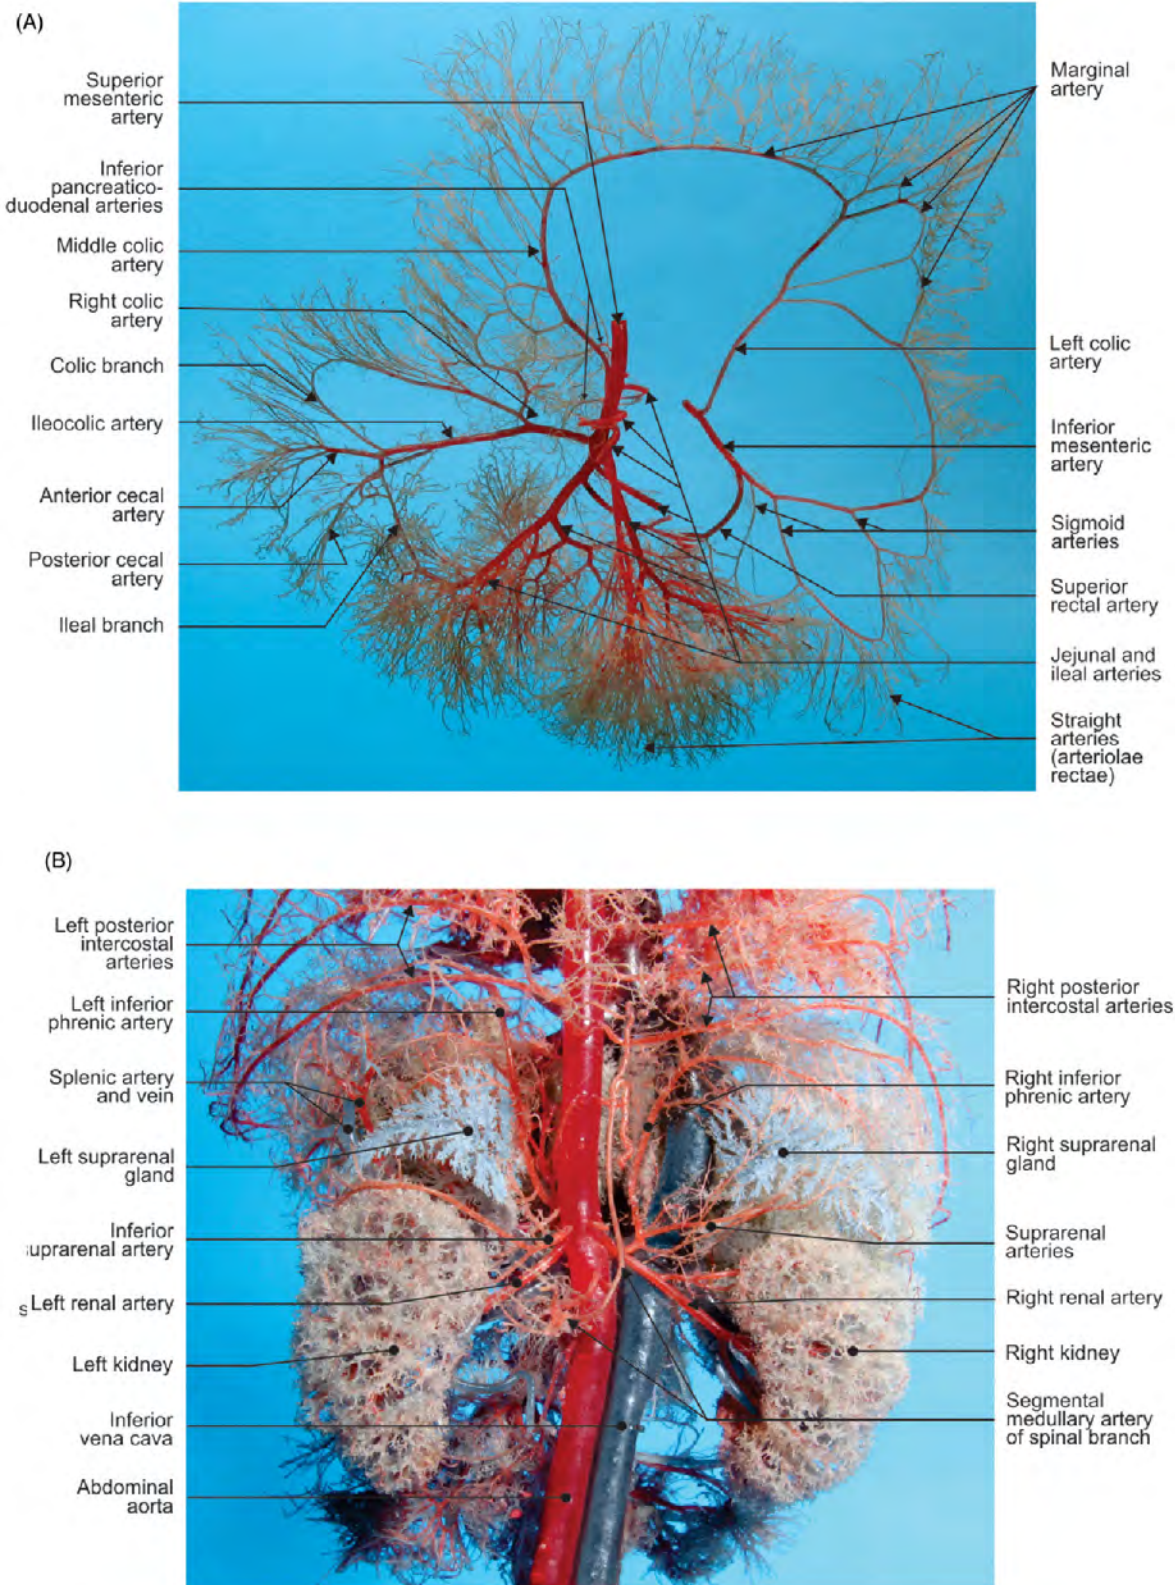 (A)
Superior
mesenteric
artery
Inferior
pancreatico-
duodenal arteries
Middle colic
artery
Right colic
artery
Colic branch
Ileocolic artery
Anterior cecal
artery
Posterior cecal
artery
Ileal branch
Marginal
artery
Left colic
artery
Inferior
mesenteric
artery
Sigmoid
arteries
Superior
rectal artery
Jejunal and
ileal arteries
Straight
arteries
(arteriolae
rectae)
(B)
Left posterior
intercostal
arteries
Left inferior
phrenic artery
Splenic artery
and vein
Left suprarenal
gland
Inferior
suprarenal artery
s Left renal artery
Left kidney
Inferior
vena cava
Abdominal
aorta
Right posterior
intercostal arteries
Right inferior
phrenic artery
Right suprarenal
gland
Suprarenal
arteries
Right renal artery
Right kidney
Segmental
medullary artery
of spinal branch